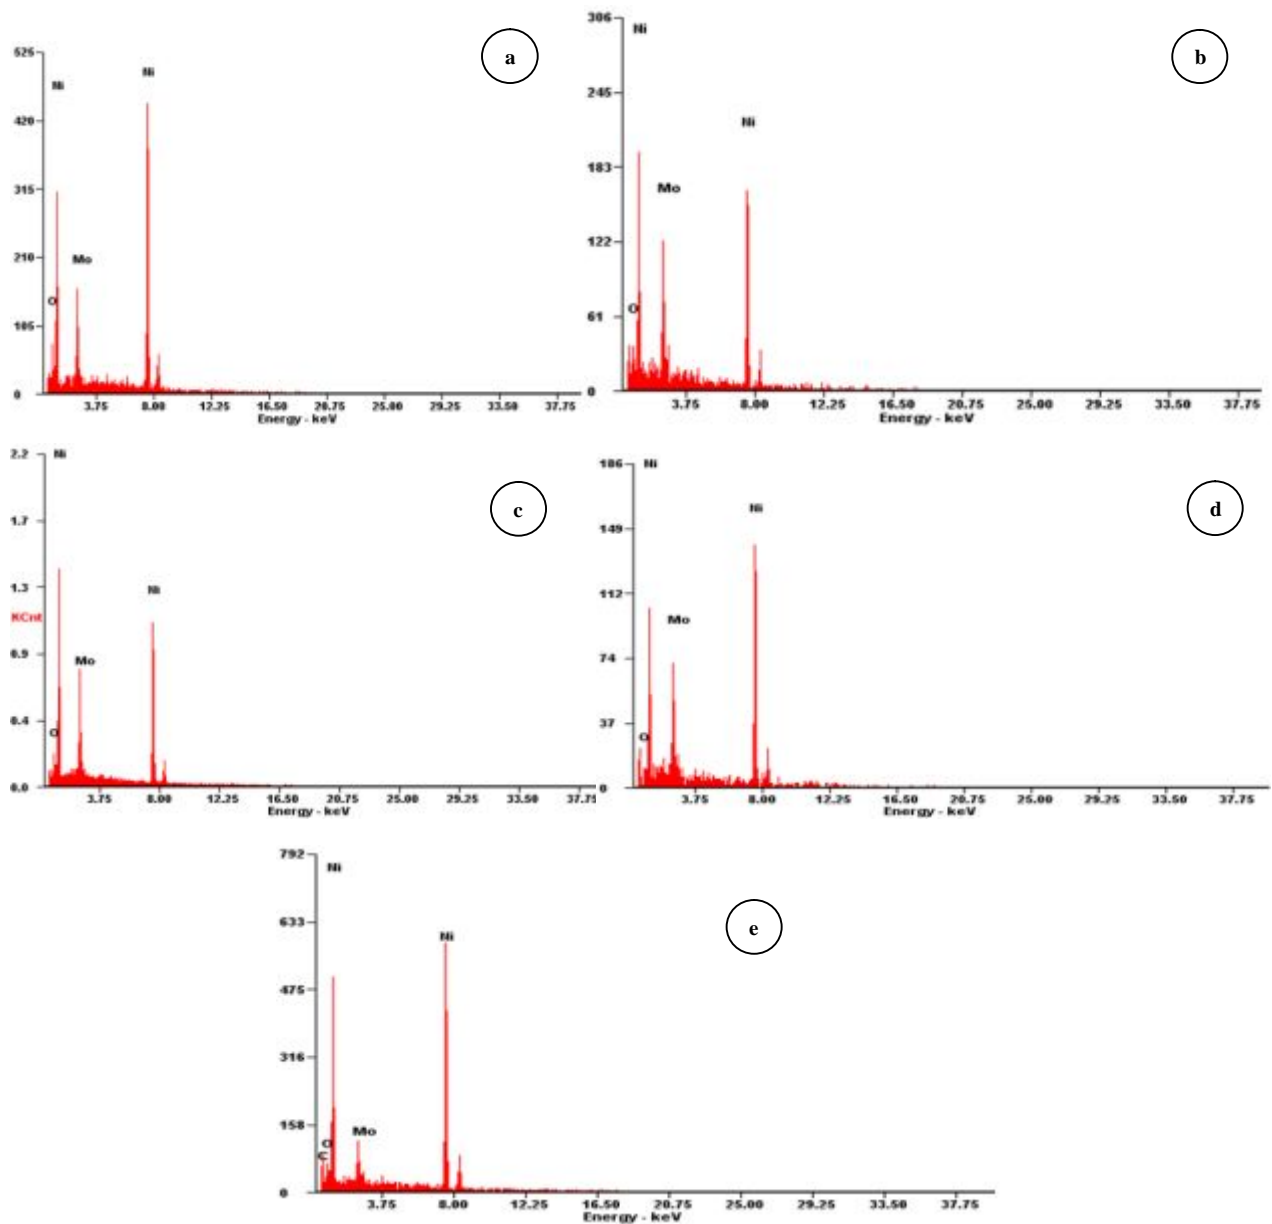 525
Ni
Ni
420
315
210
Mo
O
105
0
3.75 8.00 12.25 16.50 20.75 25.00 29.25 33.50 37.75
Energy - keV
a
306
Ni
245
Ni
183
Mo
122
O
61
0
3.75 8.00 12.25 16.50 20.75 25.00 29.25 33.50 37.75
Energy - keV
b
2.2
Ni
1.7
1.3
Ni
KCnt
0.9
Mo
O
0.4
0.0
3.75 8.00 12.25 16.50 20.75 25.00 29.25 33.50 37.75
Energy - keV
c
186
Ni
149
Ni
112
Mo
74
O
37
0
3.75 8.00 12.25 16.50 20.75 25.00 29.25 33.50 37.75
Energy - keV
d
792
Ni
633
Ni
475
316
158
Mo
O
C
0
3.75 8.00 12.25 16.50 20.75 25.00 29.25 33.50 37.75
Energy - keV
e